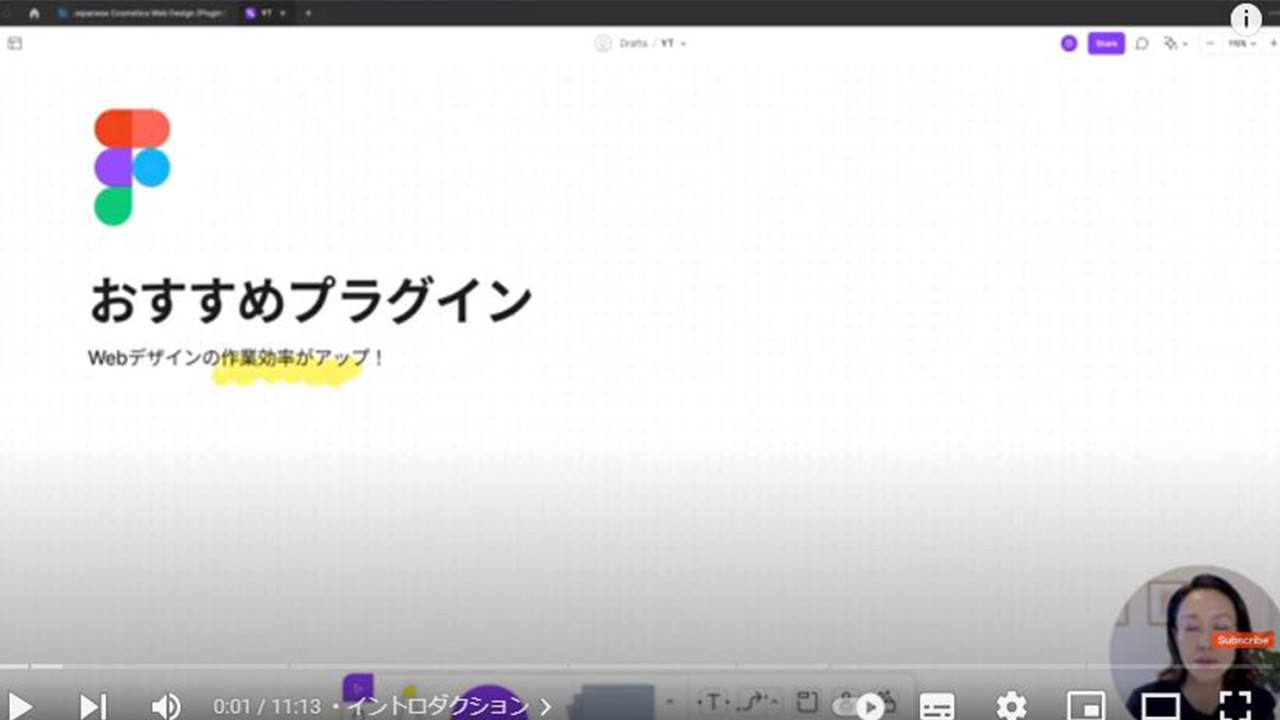 Japanese Cosmetics Web Design (Plugin
YT
Drafts / YT
Share
115%
おすすめプラグイン
Webデザインの作業効率がアップ！
Subscribe
0:01 / 11:13 • イントロダクション
T